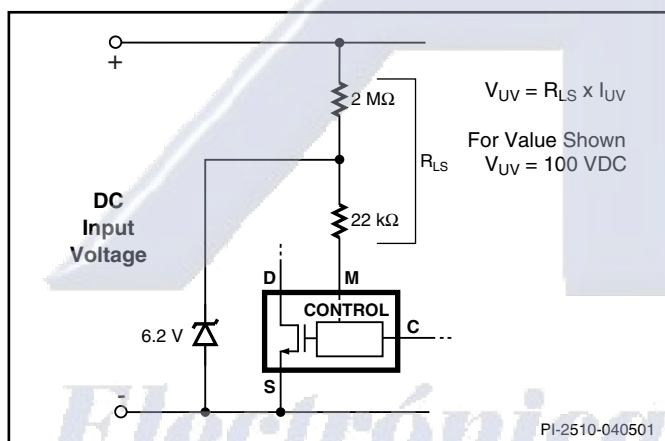 +
2 MΩ
V_UV = R_LS x I_UV
For Value Shown
V_UV = 100 VDC
R_LS
DC
Input
Voltage
22 kΩ
D
M
CONTROL
C
6.2 V
S
-
Electrónica
PI-2510-040501